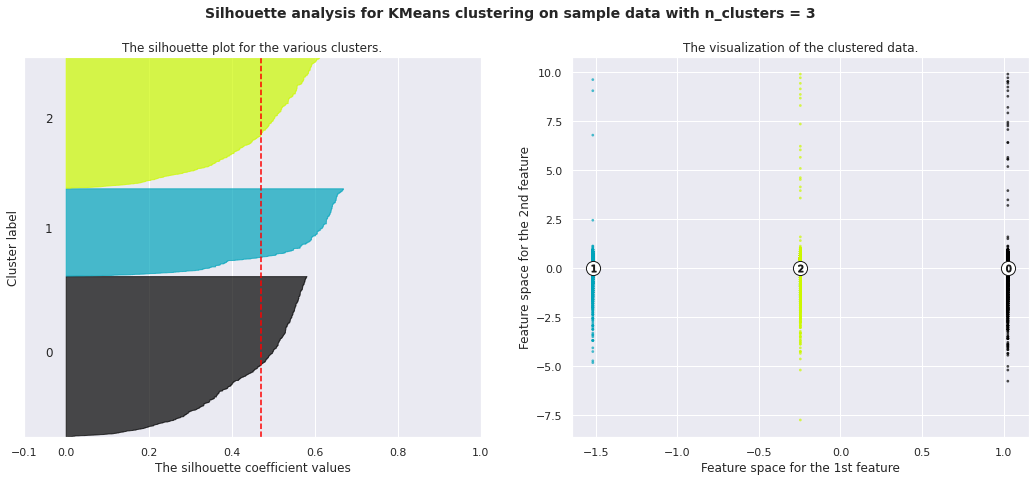 Silhouette analysis for KMeans clustering on sample data with n_clusters = 3
The silhouette plot for the various clusters.
2
1
0
Cluster label
−0.1 0.0 0.2 0.4 0.6 0.8 1.0
The silhouette coefficient values
The visualization of the clustered data.
10.0
7.5
5.0
2.5
0.0
−2.5
−5.0
−7.5
Feature space for the 2nd feature
1 2 0
−1.5 −1.0 −0.5 0.0 0.5 1.0
Feature space for the 1st feature